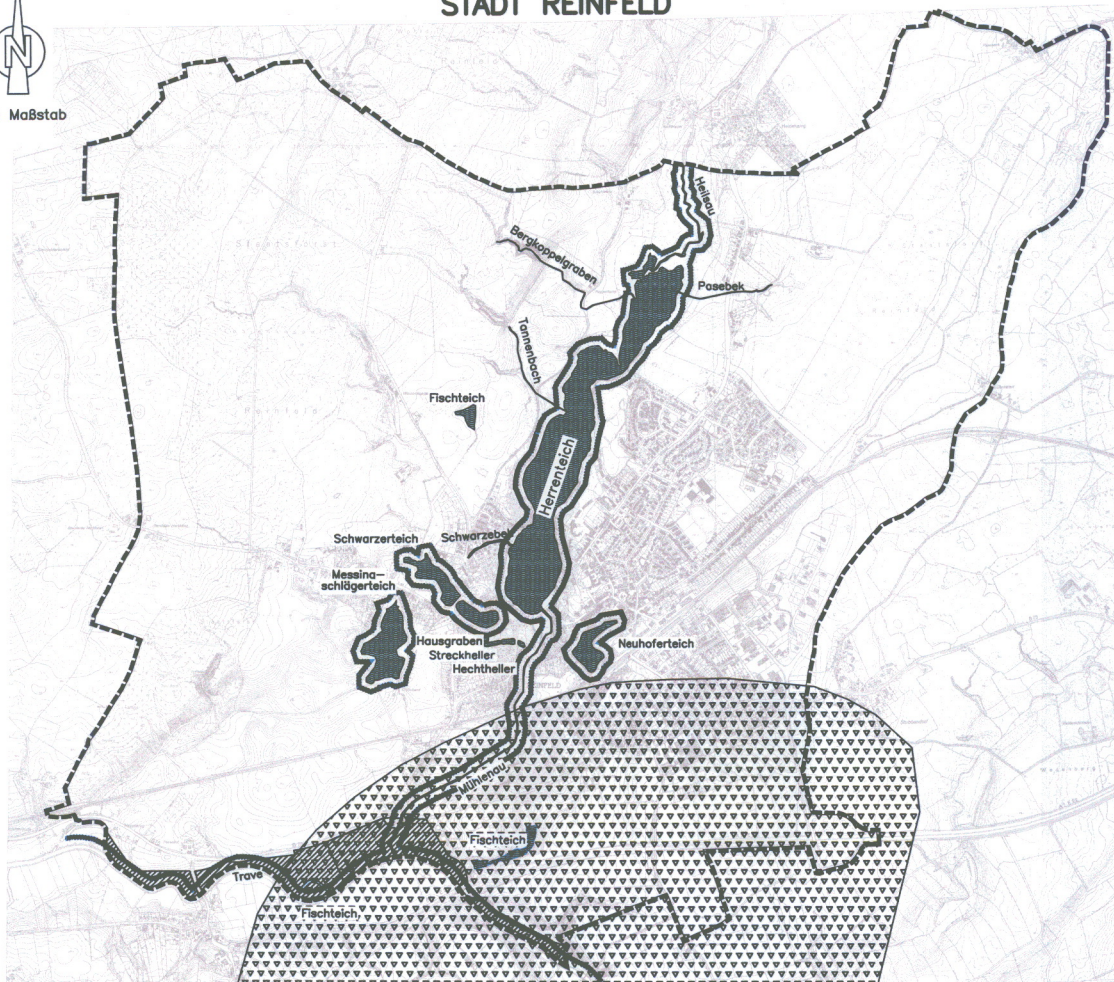 STADT REINFELD
N
Maßstab
Heilsau
Bergkoppelgraben
Posebek
Tannenbach
Fischteich
Herrenteich
Schwarzerteich
Schwarzebek
Messina-
schlägerteich
Hausgraben
Streckheller
Hechtheller
Neuhoferteich
Mühlenau
Fischteich
Trave
Fischteich